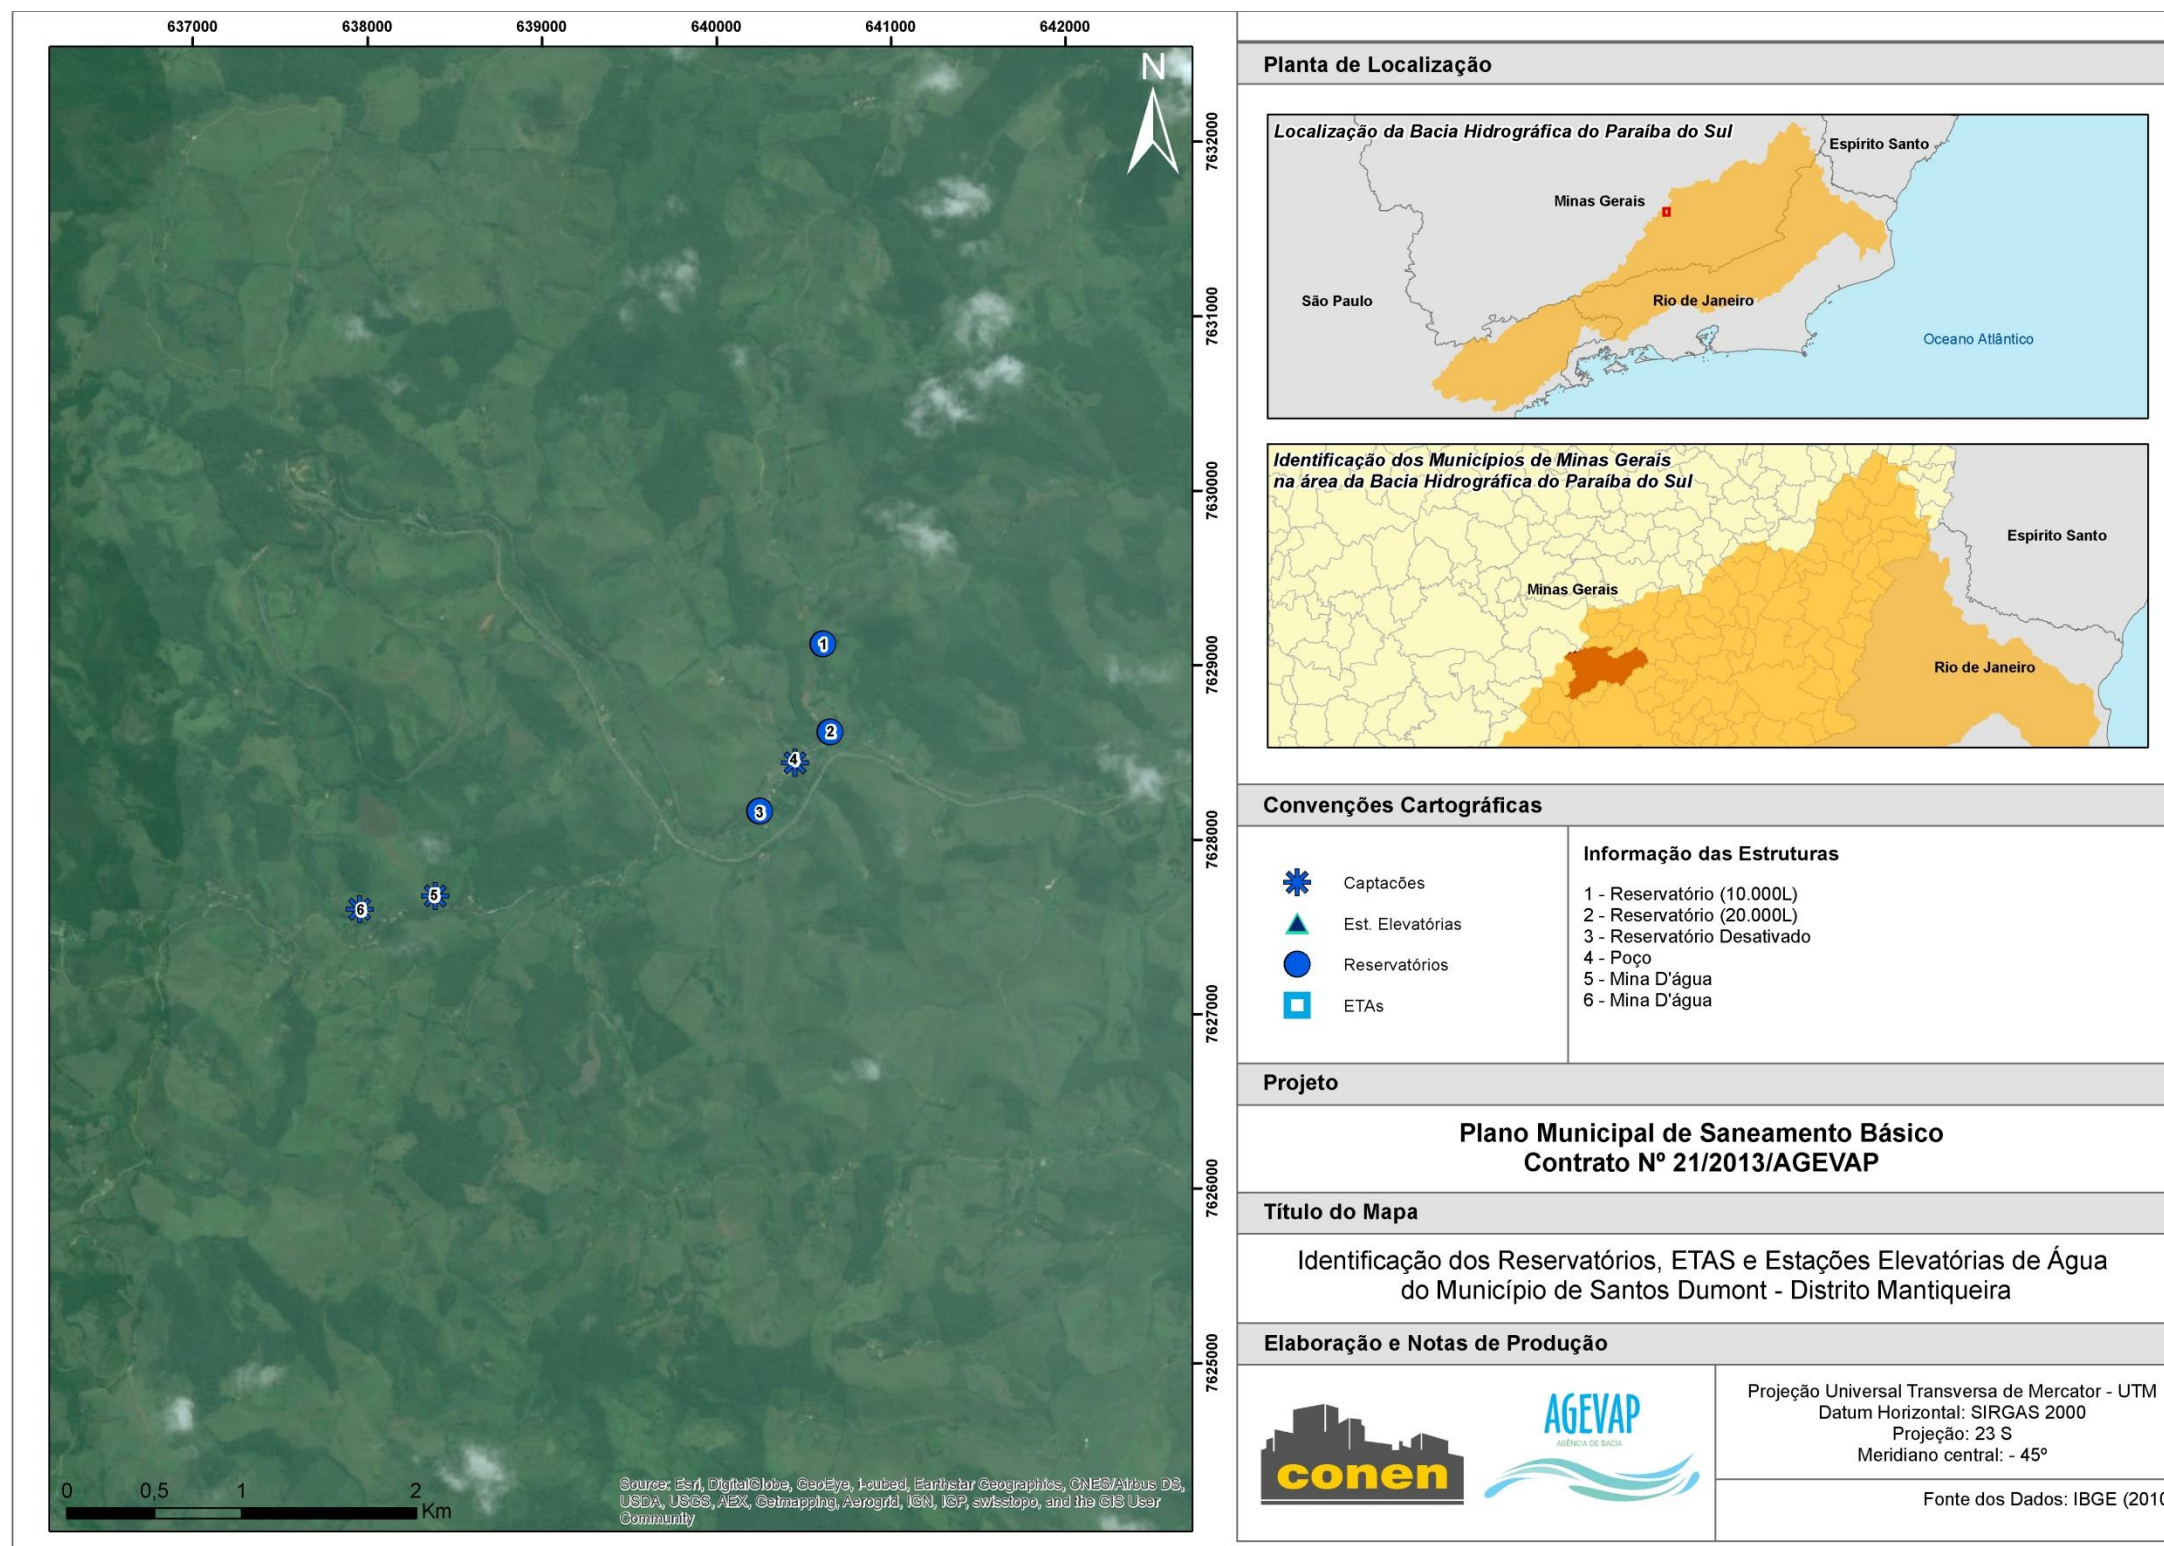 637000 638000 639000 640000 641000 642000
N
7632000
7631000
7630000
7629000
7628000
7627000
7626000
7625000
1
2
4
3
5
6
0 0,5 1 2
Km
Source: Esri, DigitalGlobe, GeoEye, i-cubed, Earthstar Geographics, CNES/Airbus DS,
USDA, USGS, AEX, Getmapping, Aerogrid, IGN, IGP, swisstopo, and the GIS User
Community
Planta de Localização
Localização da Bacia Hidrográfica do Paraíba do Sul
Espírito Santo
Minas Gerais
São Paulo
Rio de Janeiro
Oceano Atlântico
Identificação dos Municípios de Minas Gerais
na área da Bacia Hidrográfica do Paraíba do Sul
Espírito Santo
Minas Gerais
Rio de Janeiro
Convenções Cartográficas
Captacões
Est. Elevatórias
Reservatórios
ETAs
Informação das Estruturas
1 - Reservatório (10.000L)
2 - Reservatório (20.000L)
3 - Reservatório Desativado
4 - Poço
5 - Mina D'água
6 - Mina D'água
Projeto
Plano Municipal de Saneamento Básico
Contrato Nº 21/2013/AGEVAP
Título do Mapa
Identificação dos Reservatórios, ETAS e Estações Elevatórias de Água
do Município de Santos Dumont - Distrito Mantiqueira
Elaboração e Notas de Produção
conen
AGEVAP
AGÊNCIA DE BACIA
Projeção Universal Transversa de Mercator - UTM
Datum Horizontal: SIRGAS 2000
Projeção: 23 S
Meridiano central: - 45º
Fonte dos Dados: IBGE (2010